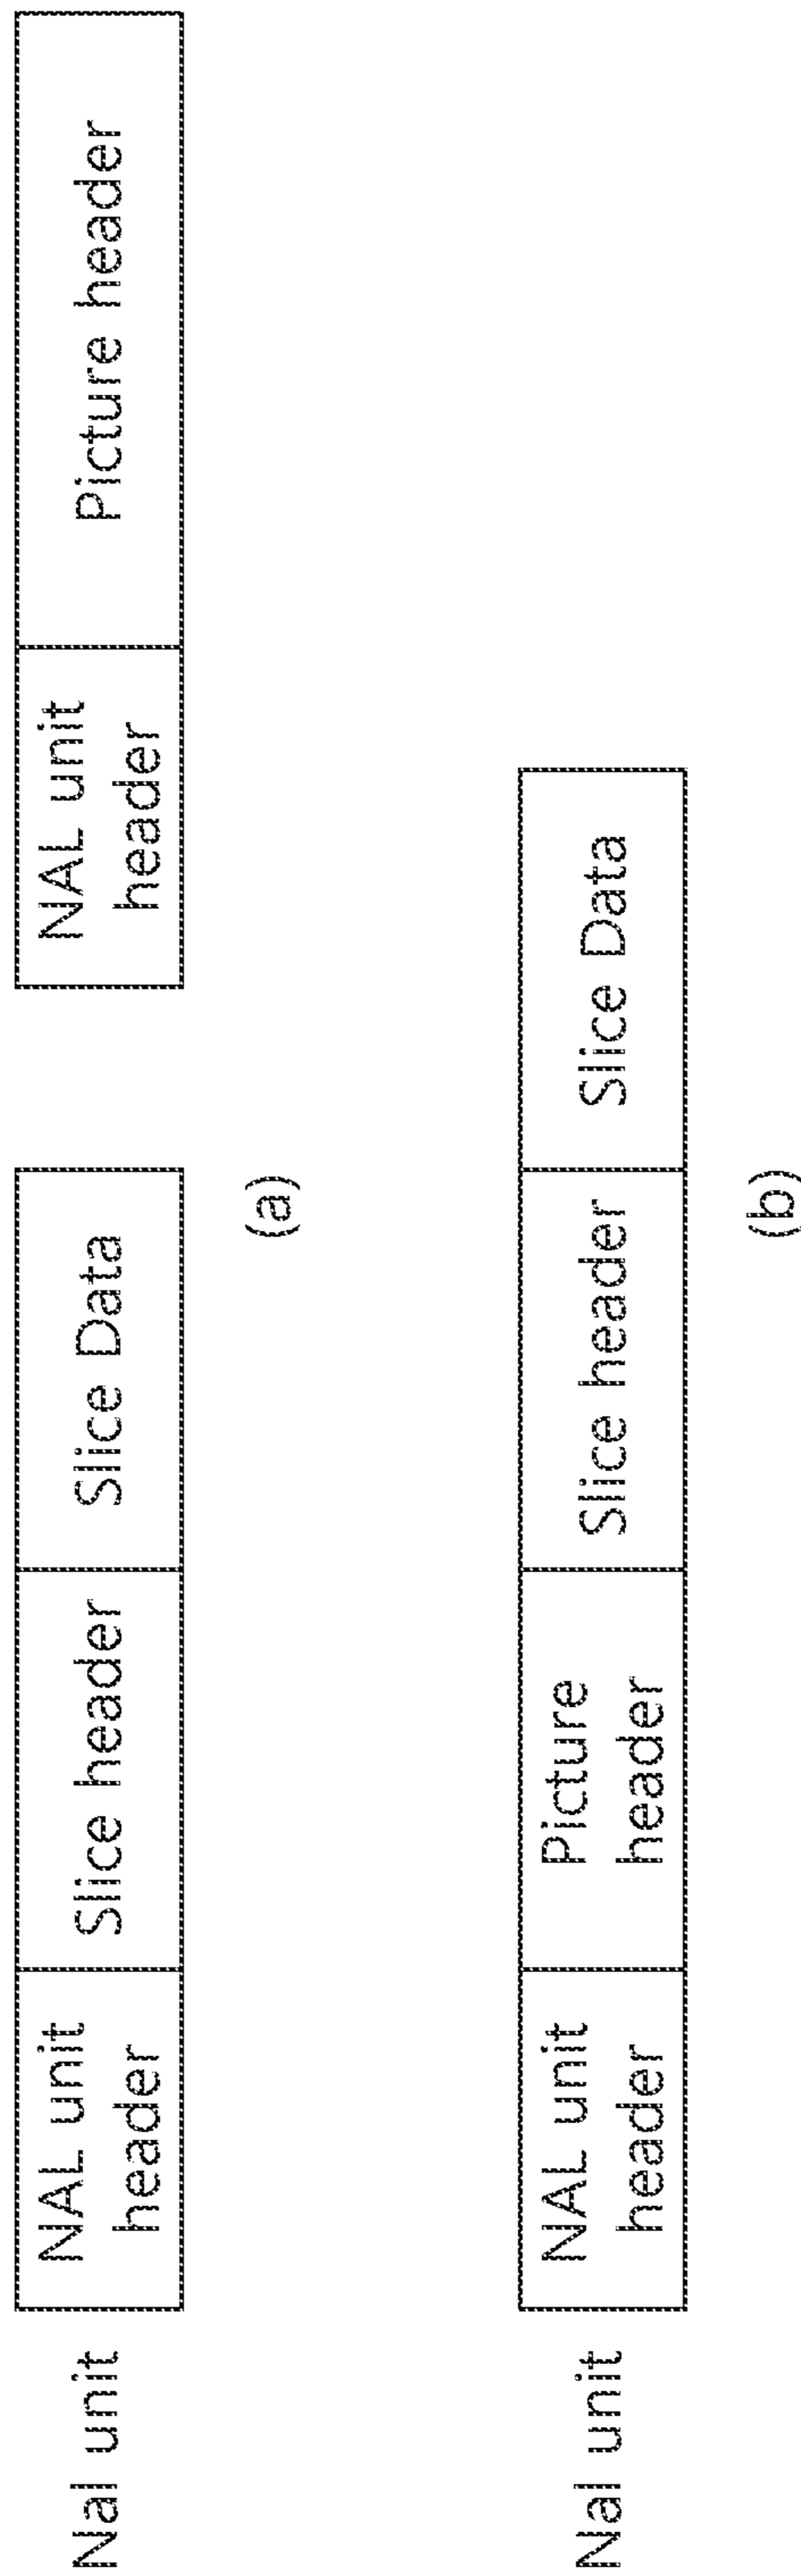 Nal unit
NAL unit
header
Slice header
Slice Data
NAL unit
header
Picture header
(a)
Nal unit
NAL unit
header
Picture
header
Slice header
Slice Data
(b)